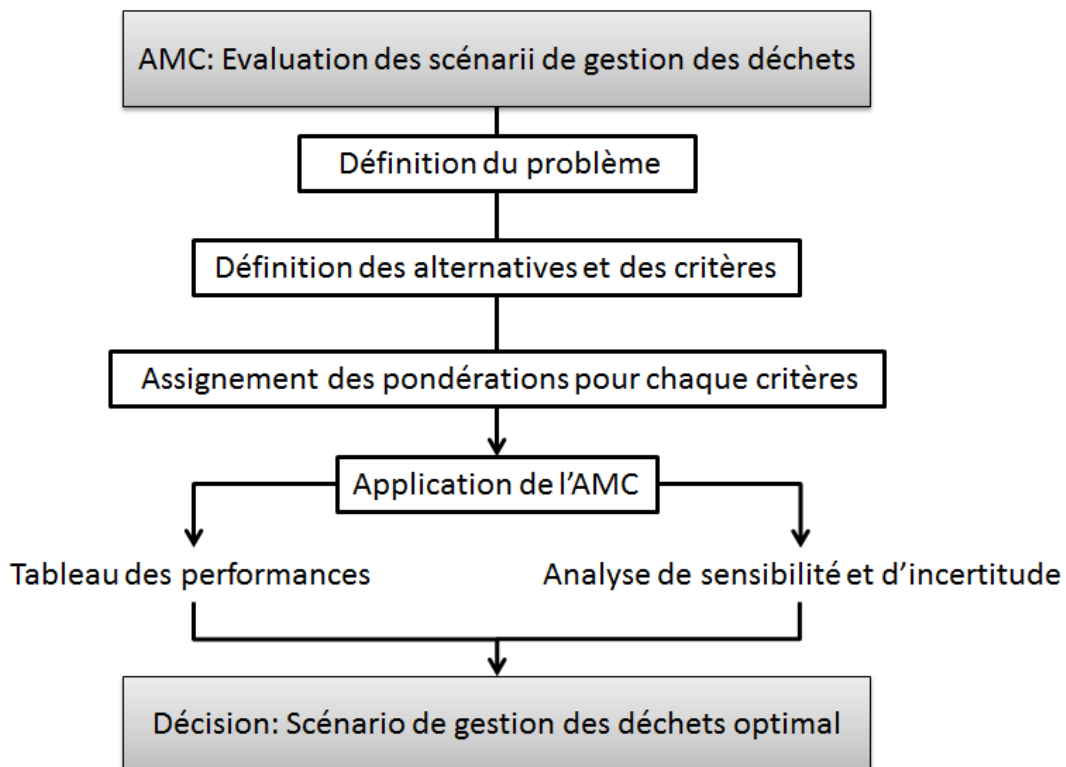 AMC: Evaluation des scénarii de gestion des déchets
Définition du problème
Définition des alternatives et des critères
Assignement des pondérations pour chaque critères
Application de l'AMC
Tableau des performances
Analyse de sensibilité et d'incertitude
Décision: Scénario de gestion des déchets optimal